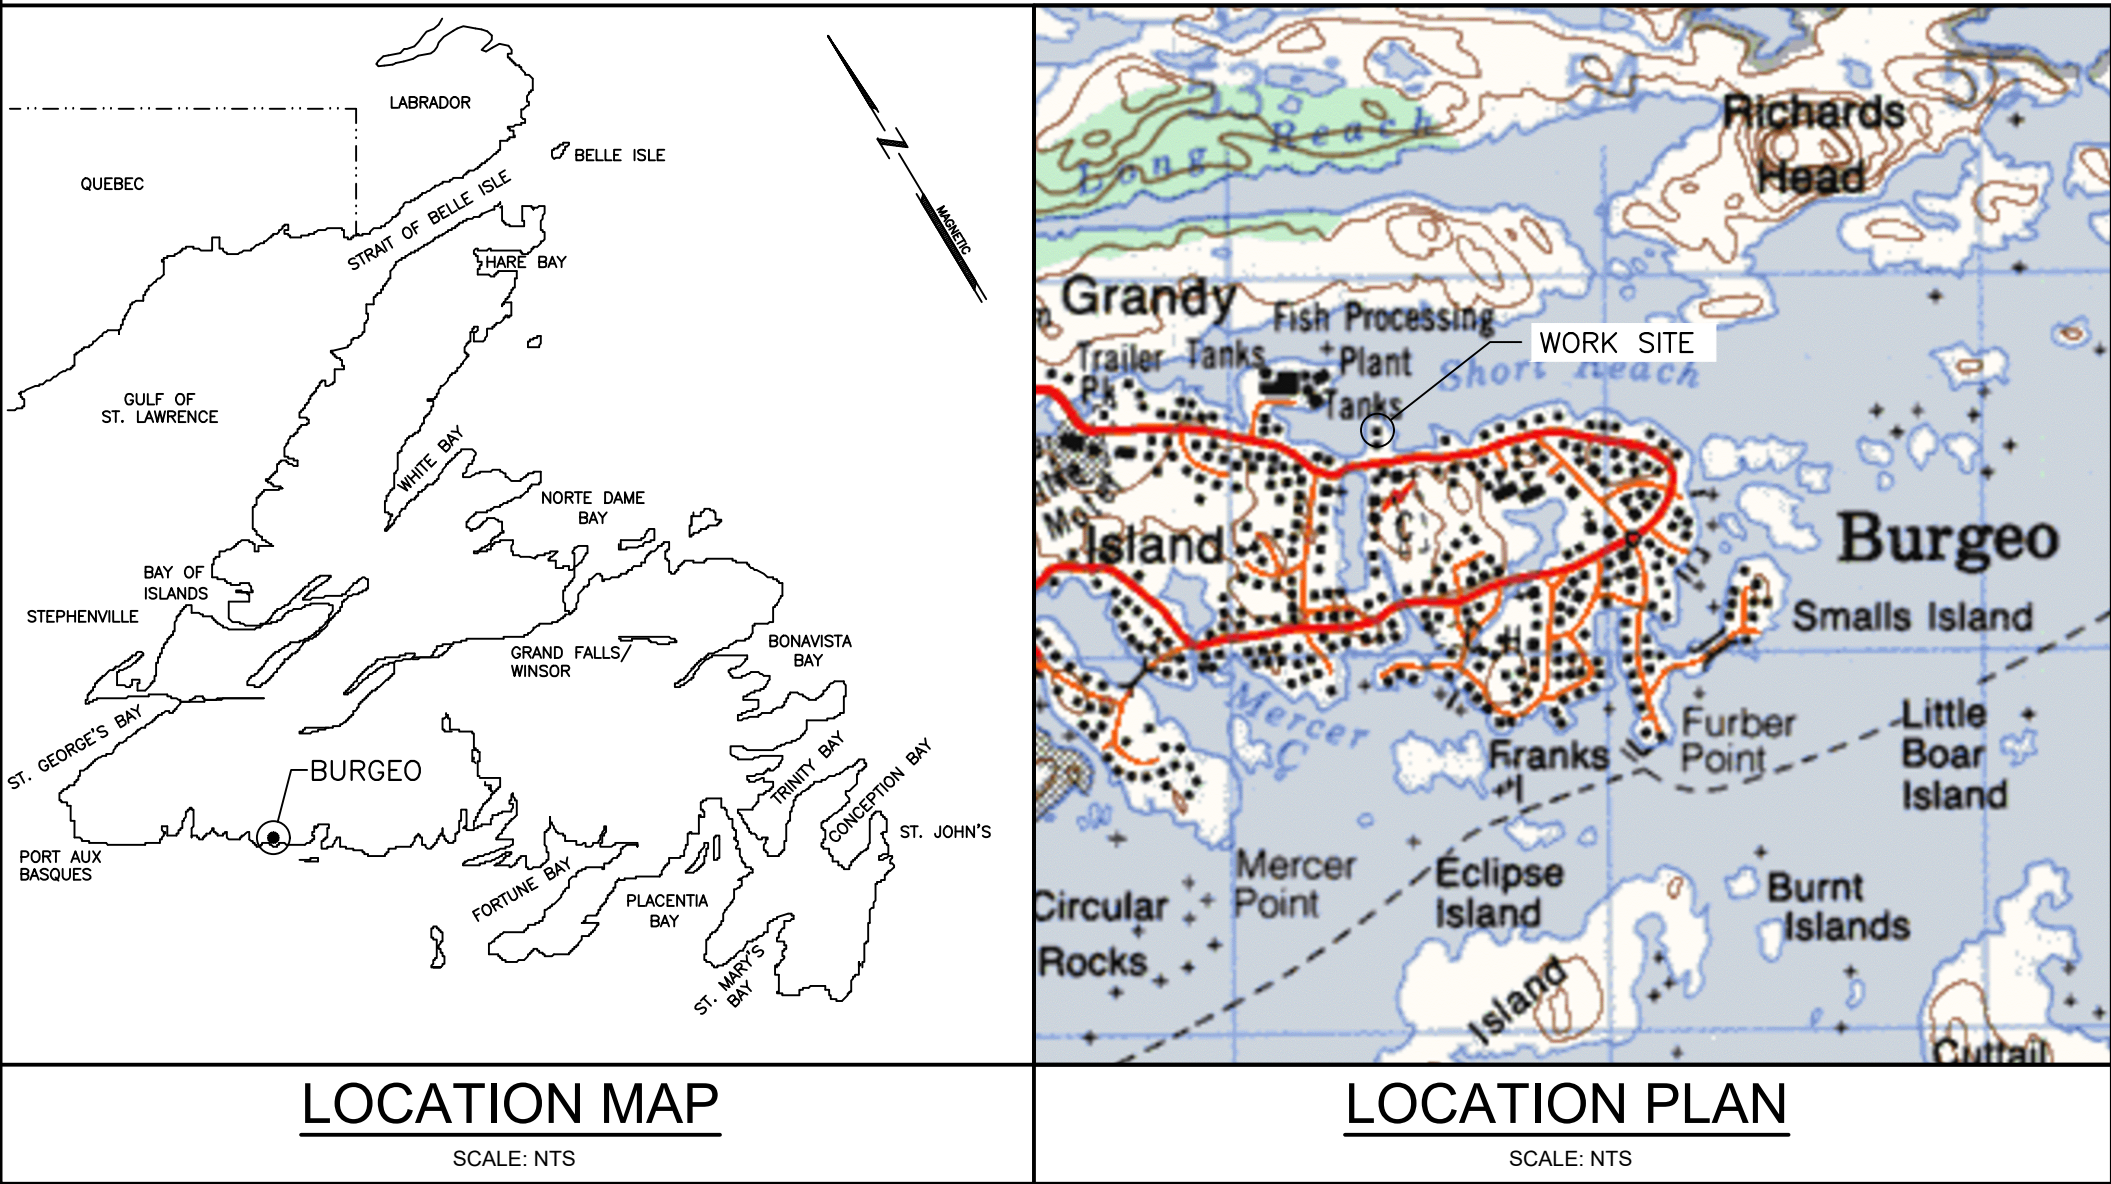 LABRADOR
BELLE ISLE
QUEBEC
STRAIT OF BELLE ISLE
HARE BAY
N
MAGNETIC
GULF OF
ST. LAWRENCE
WHITE BAY
NORTE DAME
BAY
BAY OF
ISLANDS
STEPHENVILLE
GRAND FALLS/
WINSOR
BONAVISTA
BAY
ST. GEORGE'S BAY
BURGEO
TRINITY BAY
CONCEPTION BAY
ST. JOHN'S
PORT AUX
BASQUES
FORTUNE BAY
PLACENTIA
BAY
ST. MARY'S
BAY
LOCATION MAP
SCALE: NTS
Long Reach
Richards
Head
Grandy
Fish Processing
Plant
Trailer
Pk
Tanks
Tanks
WORK SITE
Short Reach
Island
C
Burgeo
Smalls Island
H
Mercer
C
Franks
I
Furber
Point
Little
Boar
Island
Mercer
Point
Eclipse
Island
Burnt
Islands
Circular
Rocks
Island
Cuttail
LOCATION PLAN
SCALE: NTS